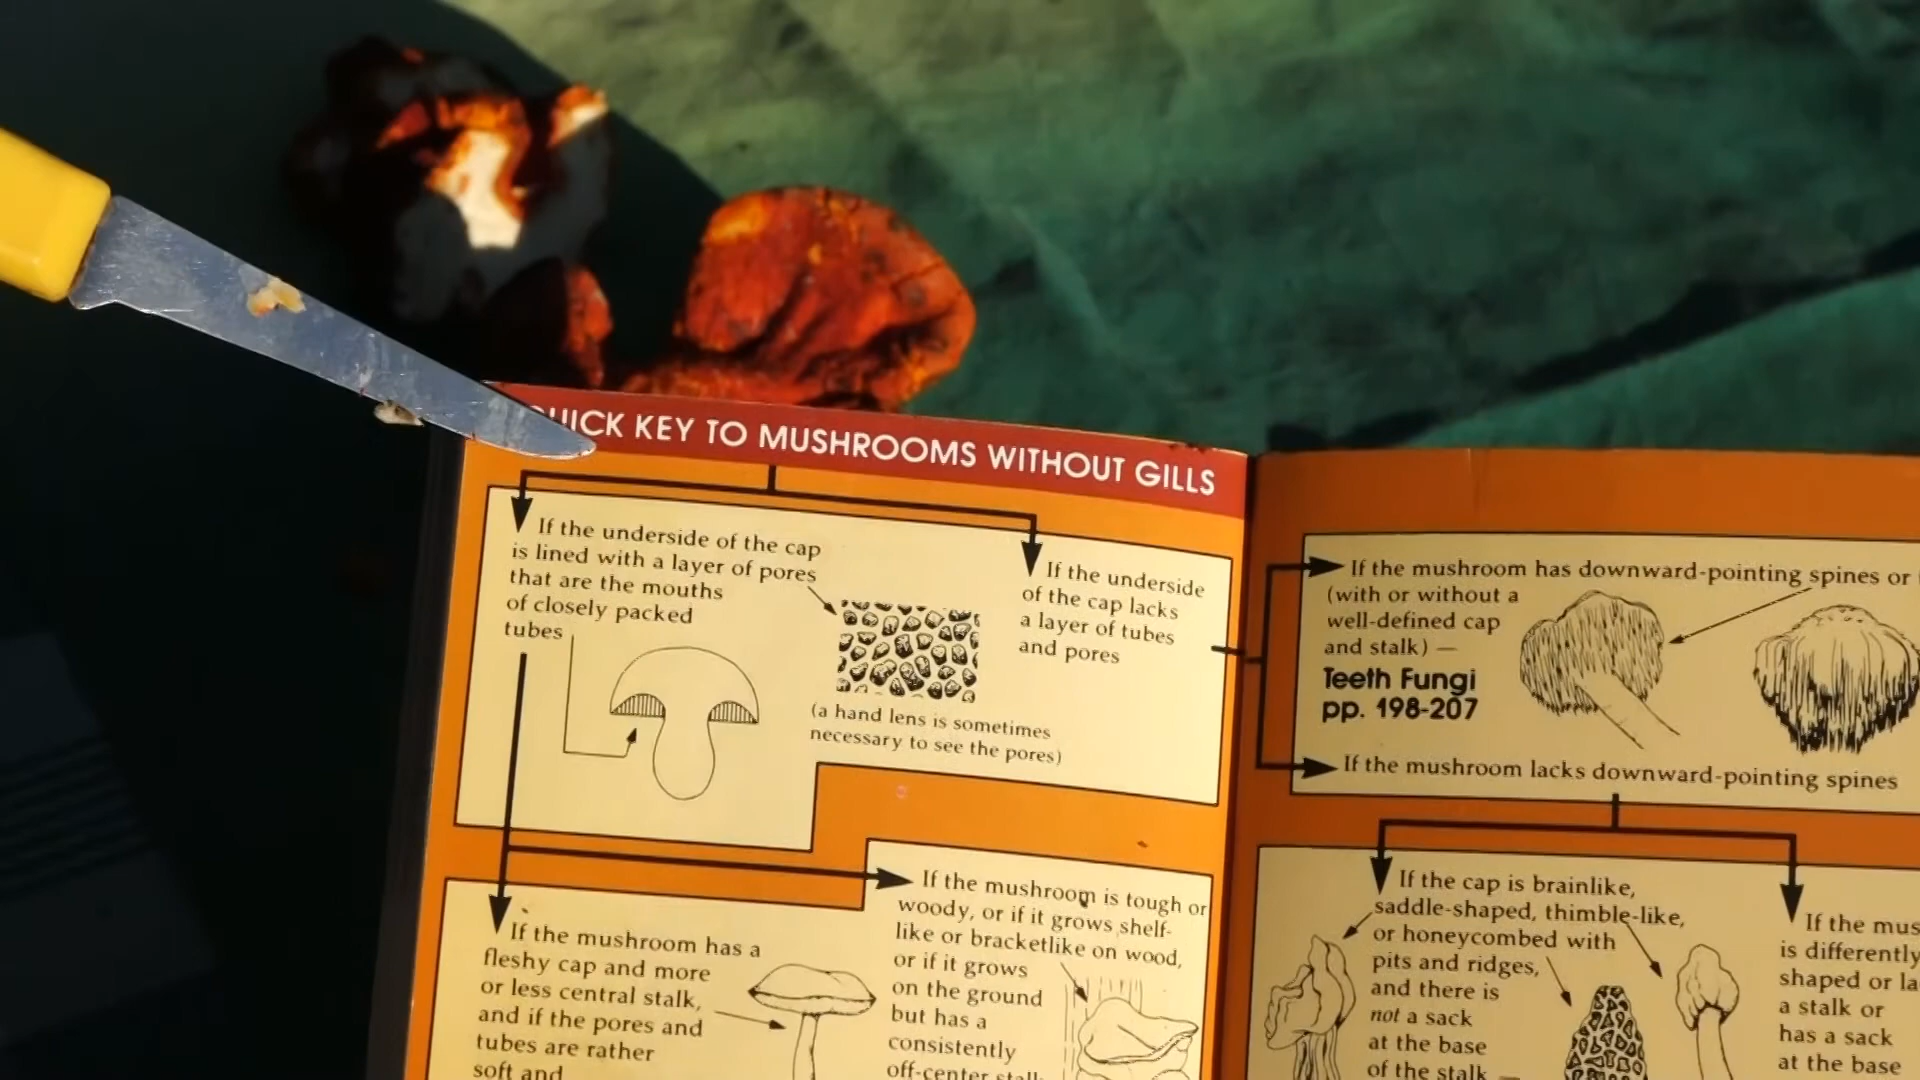 QUICK KEY TO MUSHROOMS WITHOUT GILLS
If the underside of the cap
is lined with a layer of pores
that are the mouths
of closely packed
tubes
(a hand lens is sometimes
necessary to see the pores)
If the underside
of the cap lacks
a layer of tubes
and pores
If the mushroom has a
fleshy cap and more
or less central stalk,
and if the pores and
tubes are rather
soft and
If the mushroom is tough or
woody, or if it grows shelf-
like or bracketlike on wood,
or if it grows
on the ground
but has a
consistently
off-center
If the mushroom has downward-pointing spines or
(with or without a
well-defined cap
and stalk) —
Teeth Fungi
pp. 198-207
If the mushroom lacks downward-pointing spines
If the cap is brainlike,
saddle-shaped, thimble-like,
or honeycombed with
pits and ridges,
and there is
not a sack
at the base
of the stalk —
If the
is differently
shaped or
a stalk or
has a sack
at the base